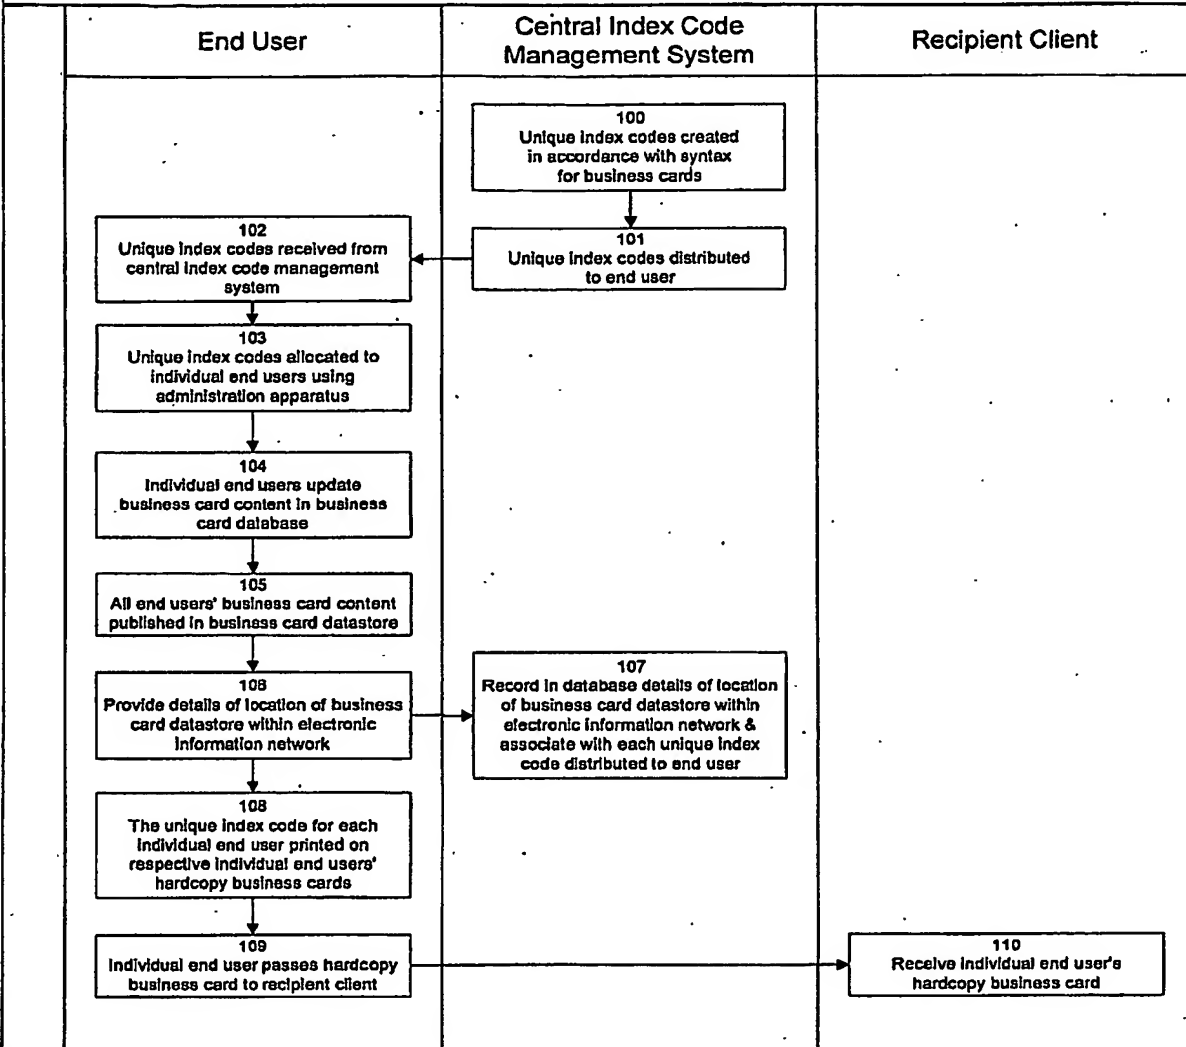 End User
Central Index Code
Management System
Recipient Client
100
Unique index codes created
in accordance with syntax
for business cards
101
Unique index codes distributed
to end user
102
Unique index codes received from
central index code management
system
103
Unique index codes allocated to
individual end users using
administration apparatus
104
Individual end users update
business card content in business
card database
105
All end users' business card content
published in business card datastore
106
Provide details of location of business
card datastore within electronic
information network
107
Record in database details of location
of business card datastore within
electronic information network &
associate with each unique index
code distributed to end user
108
The unique index code for each
individual end user printed on
respective individual end users'
hardcopy business cards
109
Individual end user passes hardcopy
business card to recipient client
110
Receive individual end user's
hardcopy business card